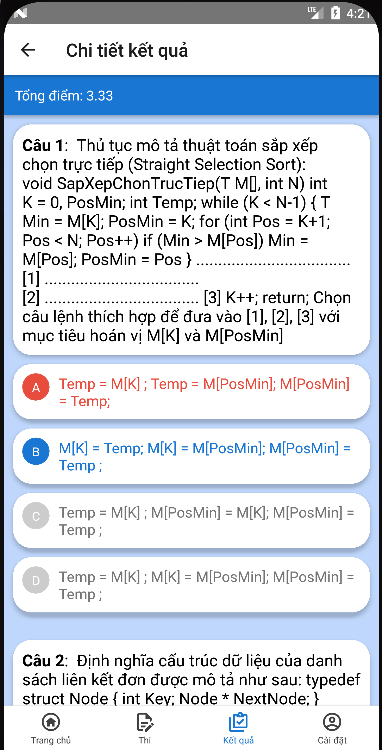 LTE 4:21
Chi tiết kết quả
Tổng điểm: 3.33
Câu 1: Thủ tục mô tả thuật toán sắp xếp
chọn trực tiếp (Straight Selection Sort):
void SapXepChonTrucTiep(T M[], int N) int
K = 0, PosMin; int Temp; while (K < N-1) { T
Min = M[K]; PosMin = K; for (int Pos = K+1;
Pos < N; Pos++) if (Min > M[Pos]) Min =
M[Pos]; PosMin = Pos } ...................................
[1] ...................................
[2] ................................... [3] K++; return; Chọn
câu lệnh thích hợp để đưa vào [1], [2], [3] với
mục tiêu hoán vị M[K] và M[PosMin]
A Temp = M[K] ; Temp = M[PosMin]; M[PosMin]
= Temp;
B M[K] = Temp; M[K] = M[PosMin]; M[PosMin] =
Temp ;
C Temp = M[K] ; M[PosMin] = M[K]; M[PosMin] =
Temp ;
D Temp = M[K] ; M[K] = M[PosMin]; M[PosMin] =
Temp ;
Câu 2: Định nghĩa cấu trúc dữ liệu của danh
sách liên kết đơn được mô tả như sau: typedef
struct Node { int Key; Node * NextNode; }
Trang chủ Thi Kết quả Cài đặt